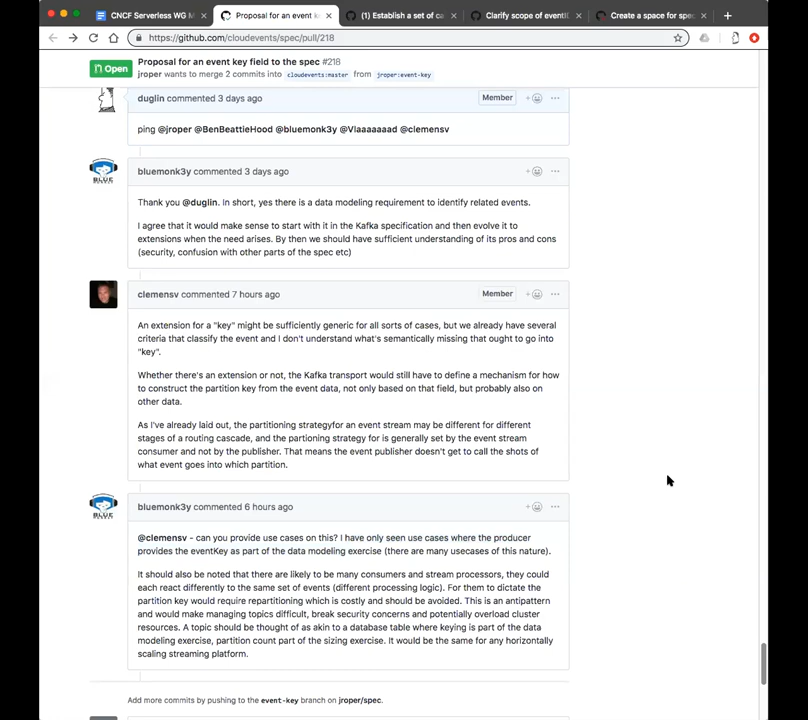 CNCF Serverless WG M
Proposal for an event k
(1) Establish a set of ca
Clarify scope of eventI
Create a space for spec
https://github.com/cloudevents/spec/pull/218
Open
Proposal for an event key field to the spec #218
jroper wants to merge 2 commits into cloudevents:master from jroper:event-key
duglin commented 3 days ago
Member
ping @jroper @BenBeattieHood @bluemonk3y @Vlaaaaaaad @clemensv
bluemonk3y commented 3 days ago
Thank you @duglin. In short, yes there is a data modeling requirement to identify related events.
I agree that it would make sense to start with it in the Kafka specification and then evolve it to
extensions when the need arises. By then we should have sufficient understanding of its pros and cons
(security, confusion with other parts of the spec etc)
clemensv commented 7 hours ago
Member
An extension for a "key" might be sufficiently generic for all sorts of cases, but we already have several
criteria that classify the event and I don't understand what's semantically missing that ought to go into
"key".
Whether there's an extension or not, the Kafka transport would still have to define a mechanism for how
to construct the partition key from the event data, not only based on that field, but probably also on
other data.
As I've already laid out, the partitioning strategyfor an event stream may be different for different
stages of a routing cascade, and the partioning strategy for is generally set by the event stream
consumer and not by the publisher. That means the event publisher doesn't get to call the shots of
what event goes into which partition.
BLUE
bluemonk3y commented 6 hours ago
@clemensv - can you provide use cases on this? I have only seen use cases where the producer
provides the eventKey as part of the data modeling exercise (there are many usecases of this nature).
It should also be noted that there are likely to be many consumers and stream processors, they could
each react differently to the same set of events (different processing logic). For them to dictate the
partition key would require repartitioning which is costly and should be avoided. This is an antipattern
and would make managing topics difficult, break security concerns and potentially overload cluster
resources. A topic should be thought of as akin to a database table where keying is part of the data
modeling exercise, partition count part of the sizing exercise. It would be the same for any horizontally
scaling streaming platform.
Add more commits by pushing to the event-key branch on jroper/spec.